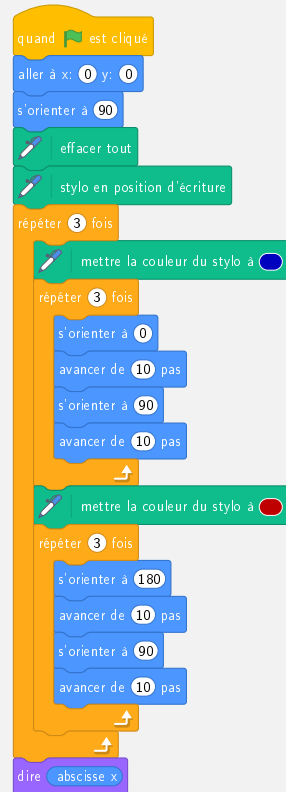 quand est cliqué
aller à x: 0 y: 0
s'orienter à 90
effacer tout
stylo en position d'écriture
répéter 3 fois
mettre la couleur du stylo à
répéter 3 fois
s'orienter à 0
avancer de 10 pas
s'orienter à 90
avancer de 10 pas
mettre la couleur du stylo à
répéter 3 fois
s'orienter à 180
avancer de 10 pas
s'orienter à 90
avancer de 10 pas
dire abscisse x